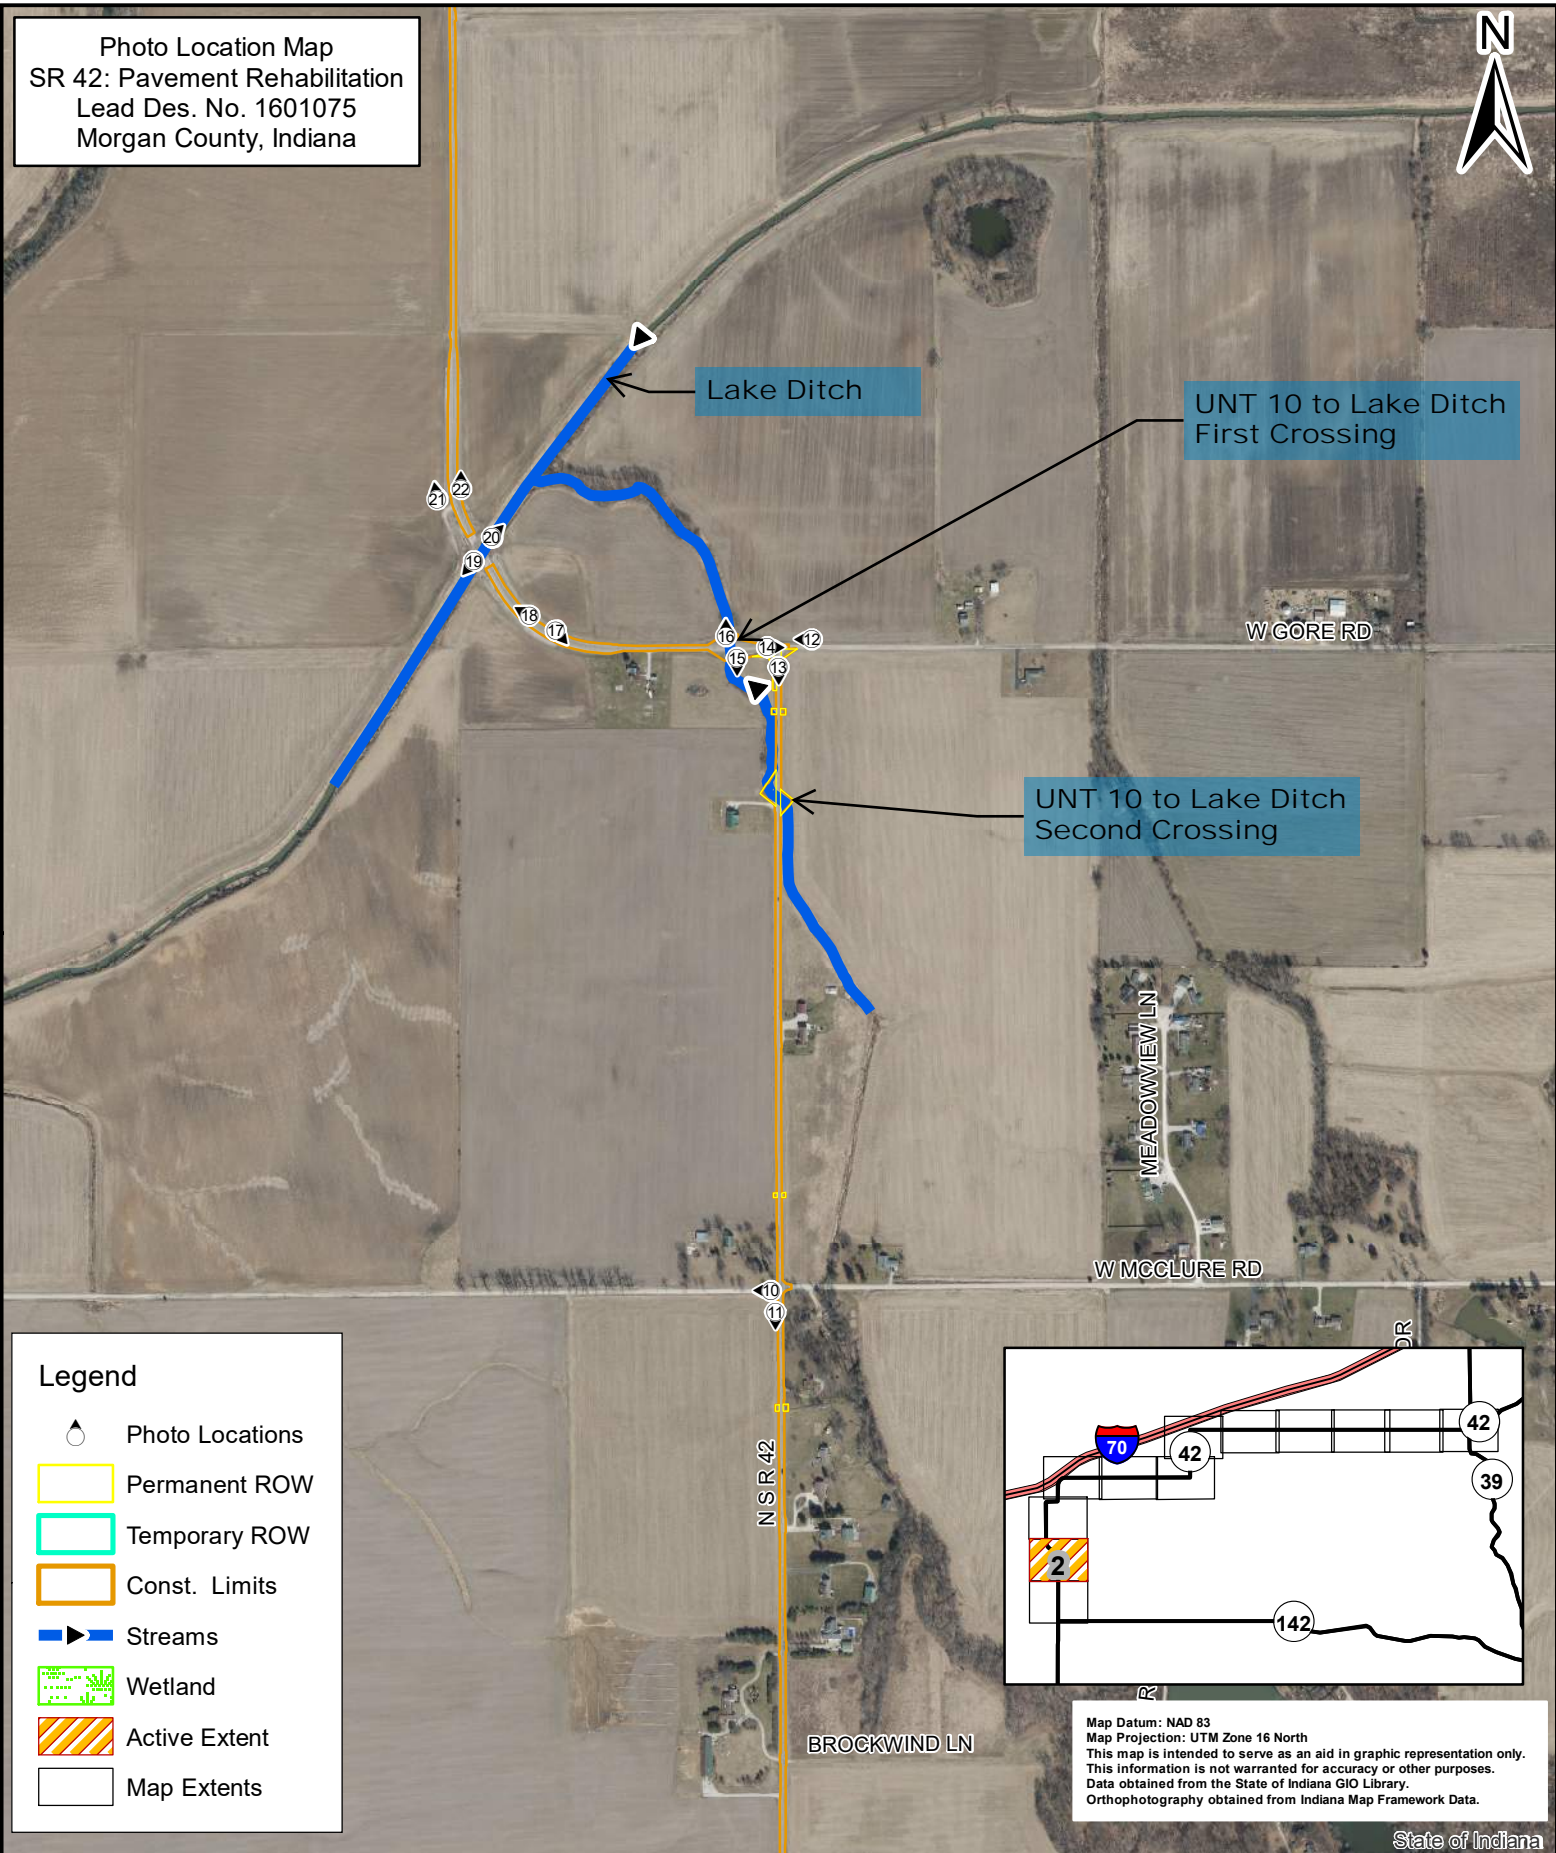 Photo Location Map
SR 42: Pavement Rehabilitation
Lead Des. No. 1601075
Morgan County, Indiana
N
Lake Ditch
UNT 10 to Lake Ditch
First Crossing
21
22
20
19
18
17
16
14
12
15
13
W GORE RD
UNT 10 to Lake Ditch
Second Crossing
MEADOWVIEW LN
W MCCLURE RD
10
11
DR
N S R 42
BROCKWIND LN
R
Legend
Photo Locations
Permanent ROW
Temporary ROW
Const. Limits
Streams
Wetland
Active Extent
Map Extents
70
42
42
39
2
142
Map Datum: NAD 83
Map Projection: UTM Zone 16 North
This map is intended to serve as an aid in graphic representation only.
This information is not warranted for accuracy or other purposes.
Data obtained from the State of Indiana GIO Library.
Orthophotography obtained from Indiana Map Framework Data.
State of Indiana